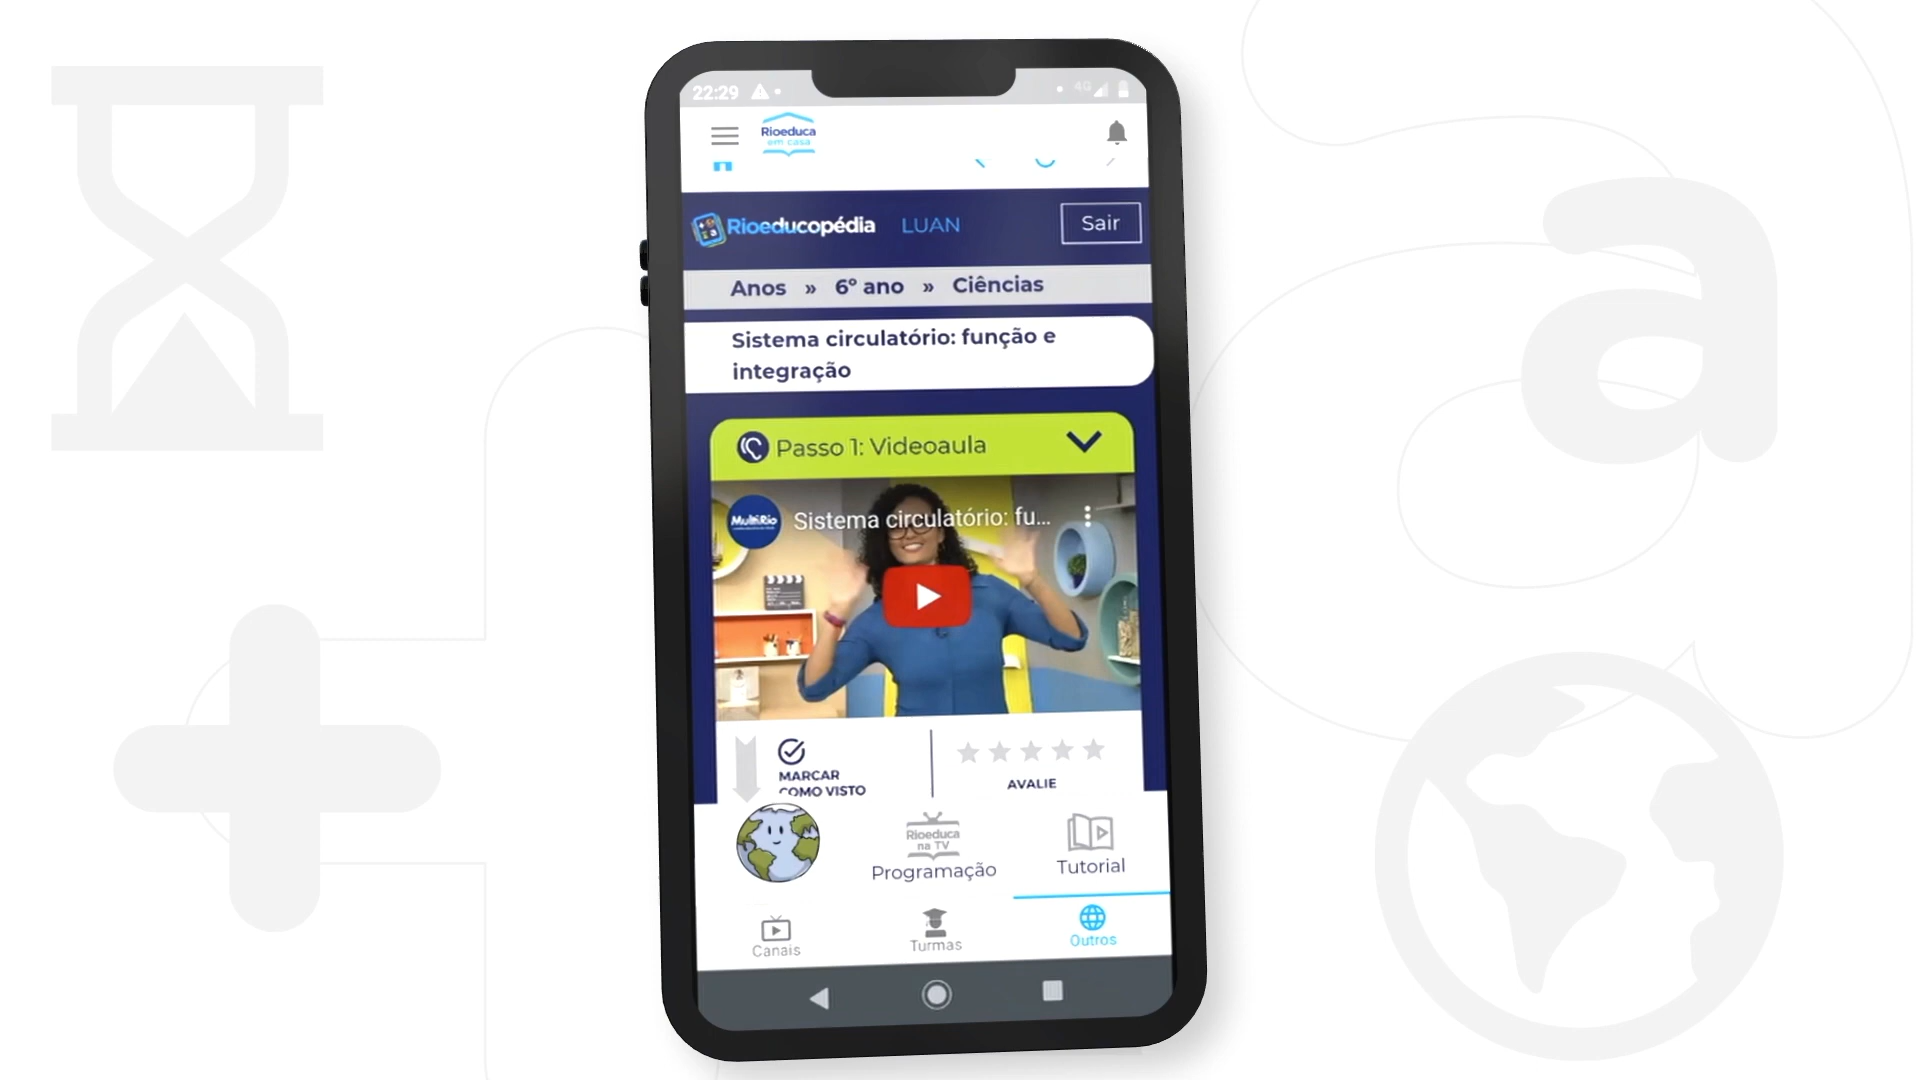 22:29
4G
Rioeduca
em casa
Rioeducopédia LUAN Sair
Anos » 6º ano » Ciências
Sistema circulatório: função e
integração
Passo 1: Videoaula
MultiRio
Sistema circulatório: fu...
MARCAR
COMO VISTO
AVALIE
Rioeduca
na TV
Programação
Tutorial
Canais
Turmas
Outros
a